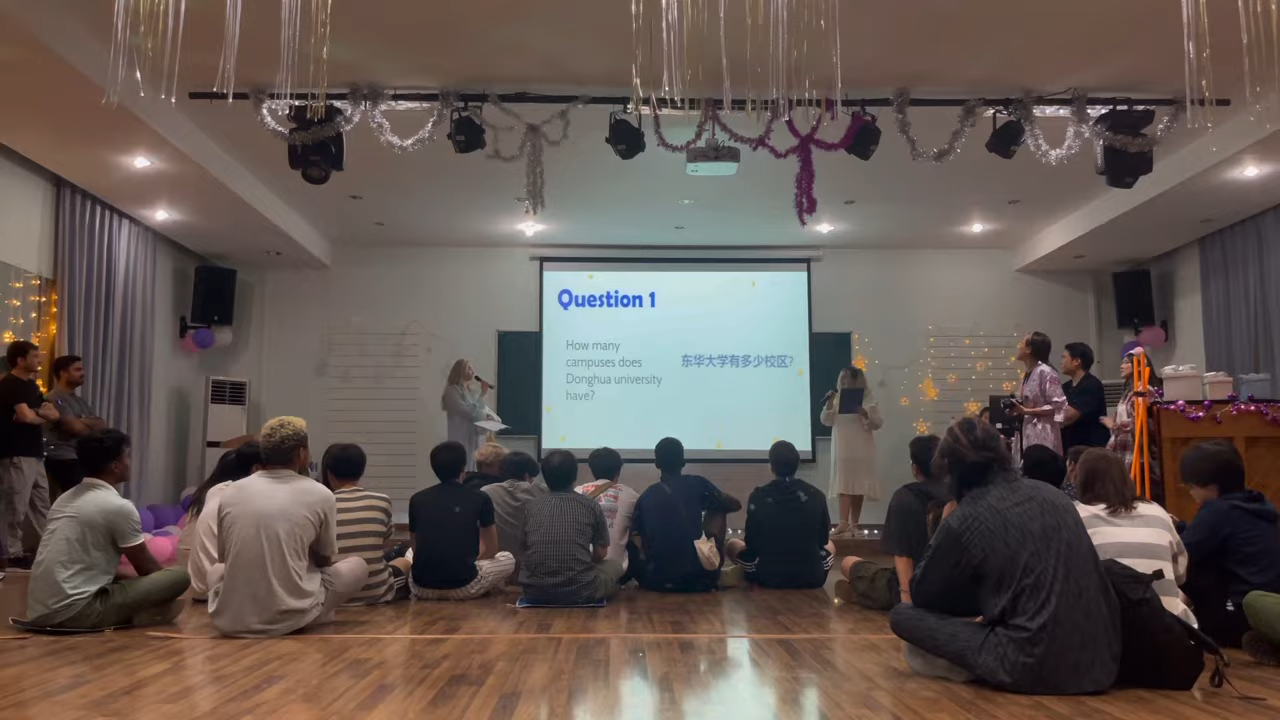 Question 1
How many
campuses does
Donghua university
have?
东华大学有多少校区?